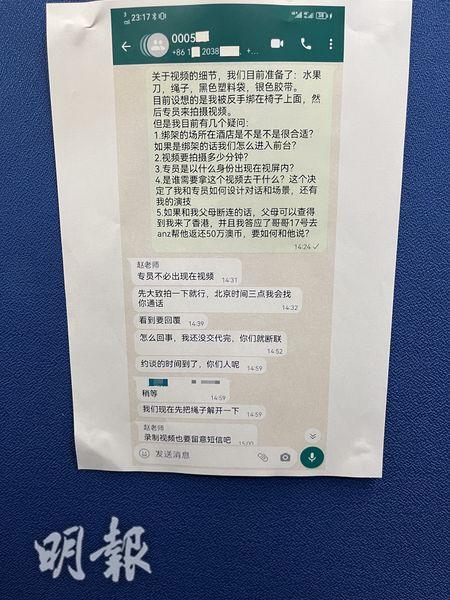 23:17
0005
+86 1 2038 , +...
关于视频的细节，我们目前准备了：水果
刀，绳子，黑色塑料袋，银色胶带。
目前设想的是我被反手绑在椅子上面，然
后专员来拍摄视频。
但是我目前有几个疑问：
1.绑架的场所在酒店是不是不是很合适？
如果是绑架的话我们怎么进入前台？
2.视频要拍摄多少分钟？
3.专员是以什么身份出现在视屏内？
4.是谁需要拿这个视频去干什么？这个决
定了我和专员如何设计对话和场景，还有
我的演技
5.如果和我父母断连的话，父母可以查得
到我来了香港，并且我答应了哥哥17号去
anz帮他返还50万澳币，要如何和他说？
14:24
赵老师
专员不必出现在视频 14:31
先大致拍一下就行，北京时间三点我会找
你通话 14:32
看到要回覆 14:39
怎么回事，我还没交代完，你们就断联
14:52
约谈的时间到了，你们人呢 14:59
稍等 14:59
我们现在先把绳子解开一下 14:59
赵老师
录制视频也要留意短信吧 15:00
发送消息
明報